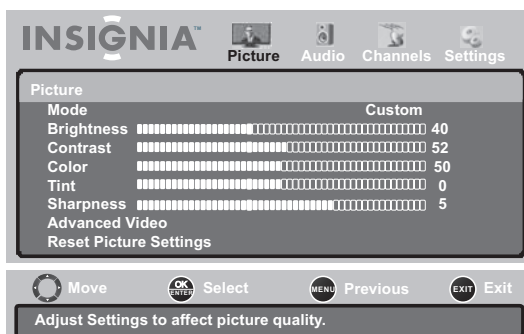 INSIGNIA™
Picture Audio Channels Settings
Picture
Mode Custom
Brightness 40
Contrast 52
Color 50
Tint 0
Sharpness 5
Advanced Video
Reset Picture Settings
Move OK ENTER Select MENU Previous EXIT Exit
Adjust Settings to affect picture quality.